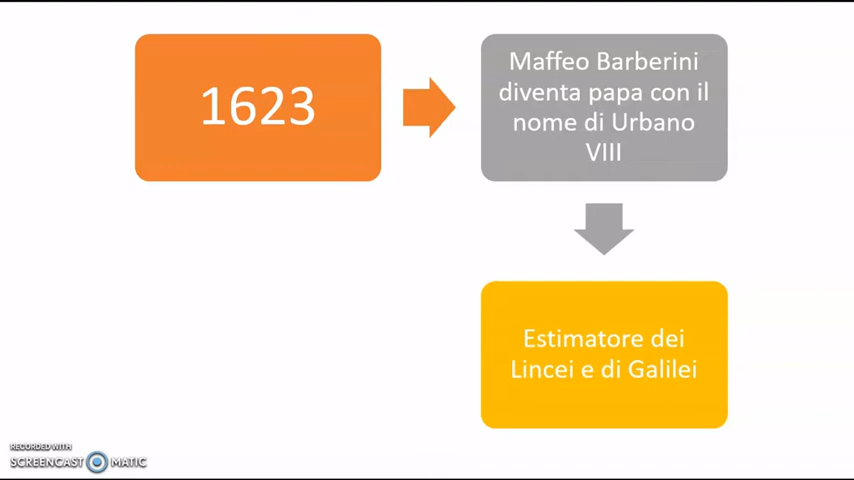 1623
Maffeo Barberini
diventa papa con il
nome di Urbano
VIII
Estimatore dei
Lincei e di Galilei
RECORDED WITH
SCREENCAST MATIC